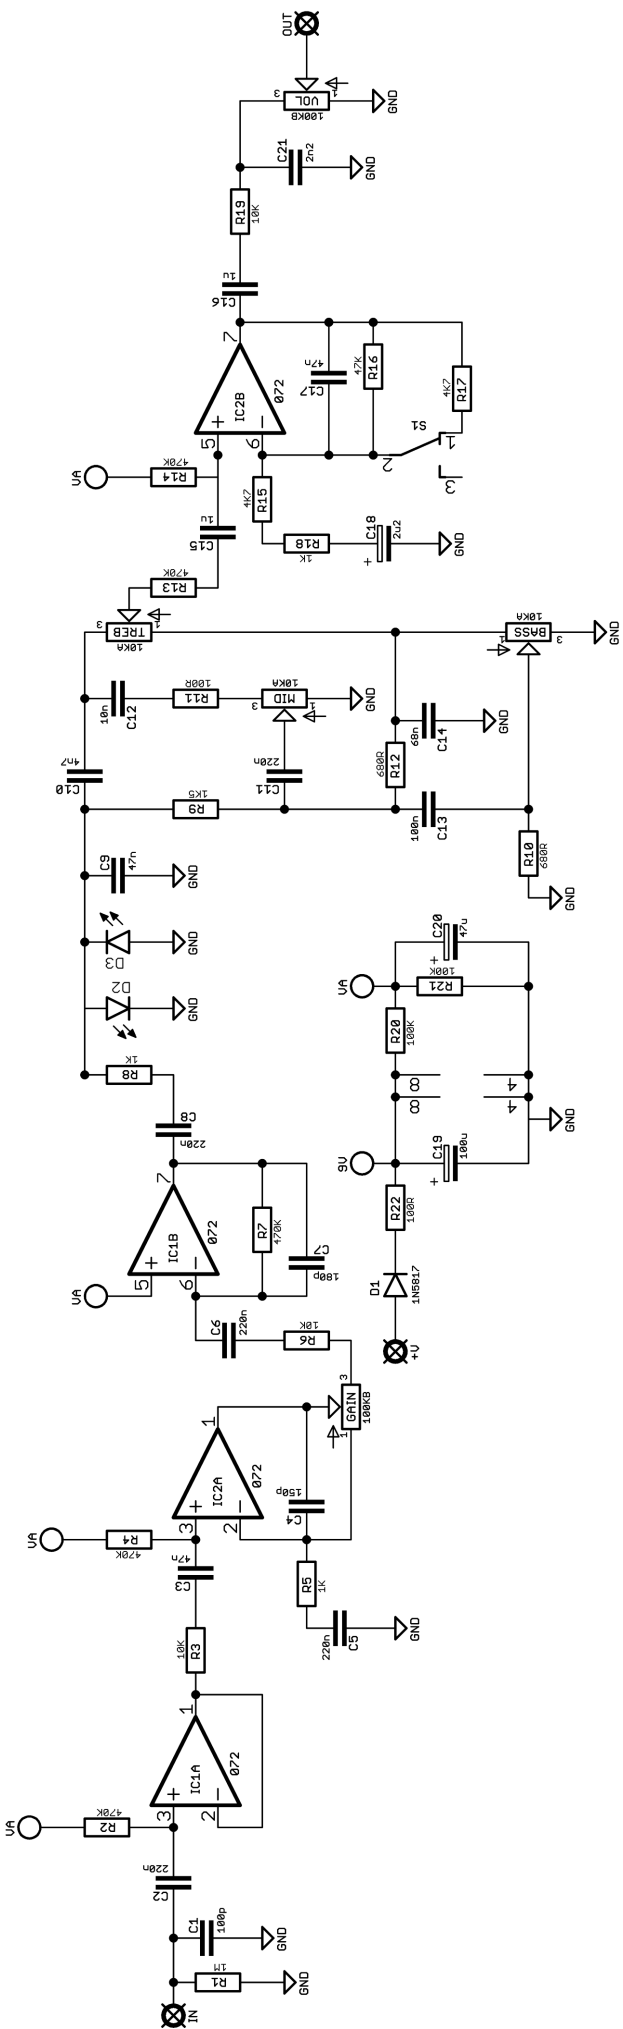 OUT
3
VOL
1
100KB
GND
C21
2n2
GND
R19
10K
1u
C16
7
IC2B
072
5
+
6
−
47n
C17
47K
R16
4K7
R17
S1
1
2
3
VA
470K
R14
4K7
R15
1u
C15
R18
1K
C18
+
2u2
GND
470K
R13
3
TREB
1
10KA
10KA
1
BASS
3
GND
10n
C12
100R
R11
10KA
MID
3
1
GND
68n
C14
GND
4n7
C10
220n
C11
680R
R12
1K5
R9
100n
C13
R10
680R
GND
C9
47n
GND
D3
GND
D2
GND
1K
R8
C20
+
47u
VA
100K
R21
R20
100K
8
4
8
4
GND
9V
C19
+
100u
R22
100R
D1
1N5817
+V
C8
220n
7
IC1B
072
VA
5
+
6
−
R7
470K
C7
180p
C6
220n
10K
R6
3
GAIN
1
100KB
1
IC2A
072
3
+
2
−
150p
C4
VA
R4
470K
47n
C3
R5
1K
220n
C5
GND
10K
R3
1
IC1A
072
3
+
2
−
VA
470K
R2
220n
C2
C1
100p
GND
1M
R1
GND
IN